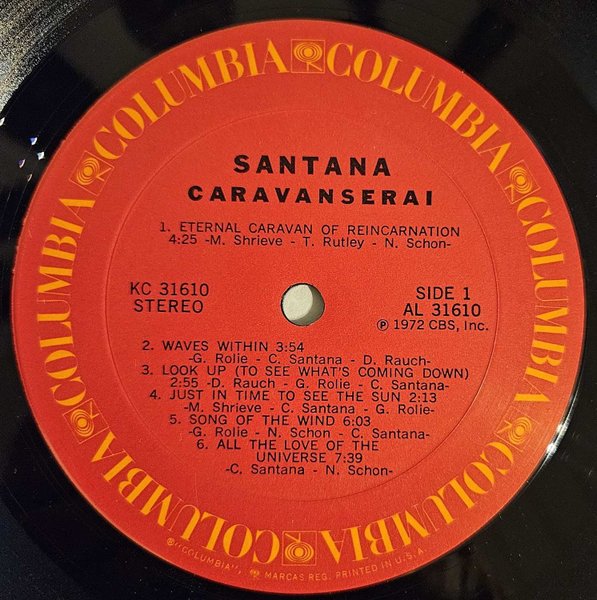 COLUMBIA COLUMBIA COLUMBIA COLUMBIA COLUMBIA COLUMBIA COLUMBIA
SANTANA
CARAVANSERAI
1. ETERNAL CARAVAN OF REINCARNATION
4:25 -M. Shrieve - T. Rutley - N. Schon-
KC 31610
STEREO
SIDE 1
AL 31610
℗ 1972 CBS, Inc.
2. WAVES WITHIN 3:54
-G. Rolie - C. Santana - D. Rauch-
3. LOOK UP (TO SEE WHAT'S COMING DOWN)
2:55 -D. Rauch - G. Rolie - C. Santana-
4. JUST IN TIME TO SEE THE SUN 2:13
-M. Shrieve - C. Santana - G. Rolie-
5. SONG OF THE WIND 6:03
-G. Rolie - N. Schon - C. Santana-
6. ALL THE LOVE OF THE
UNIVERSE 7:39
-C. Santana - N. Schon-
®"COLUMBIA", MARCAS REG. PRINTED IN U.S.A